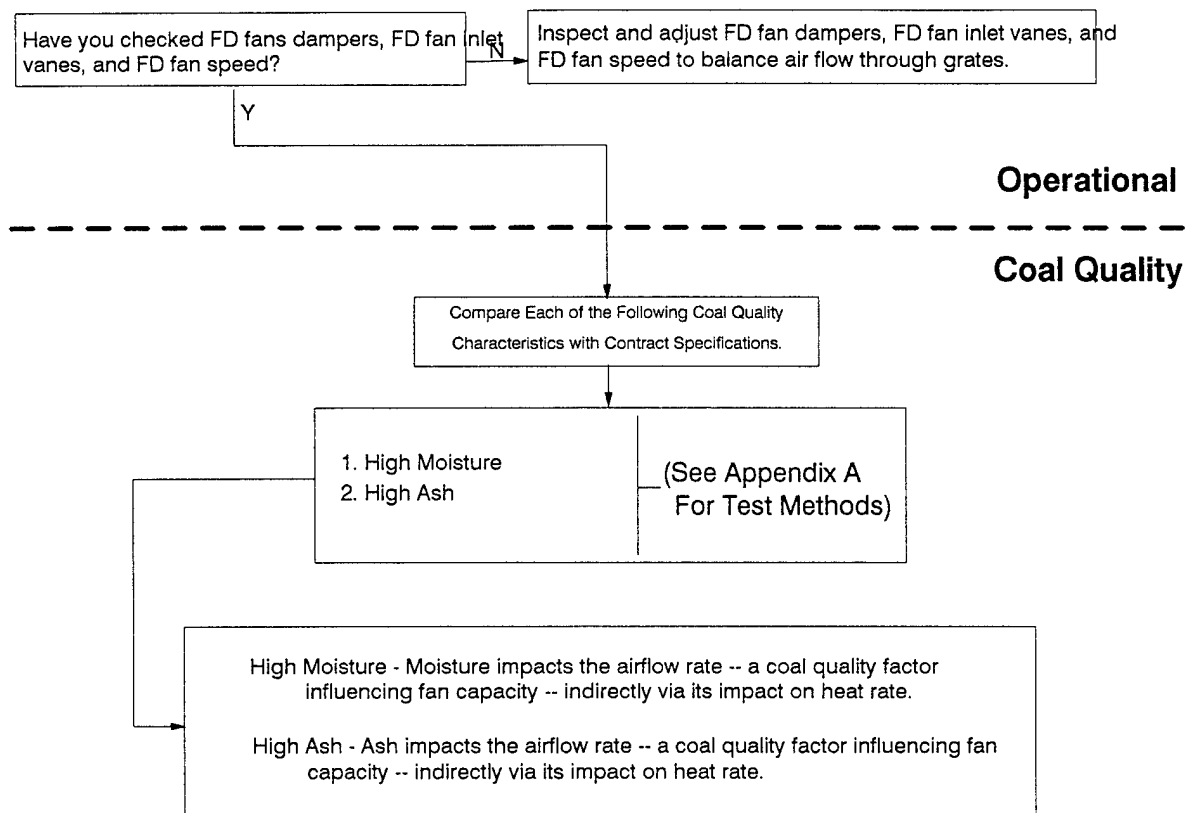 Have you checked FD fans dampers, FD fan inlet
vanes, and FD fan speed?
N
Inspect and adjust FD fan dampers, FD fan inlet vanes, and
FD fan speed to balance air flow through grates.
Y
Operational
Coal Quality
Compare Each of the Following Coal Quality
Characteristics with Contract Specifications.
1. High Moisture
2. High Ash
(See Appendix A
For Test Methods)
High Moisture - Moisture impacts the airflow rate -- a coal quality factor
influencing fan capacity -- indirectly via its impact on heat rate.
High Ash - Ash impacts the airflow rate -- a coal quality factor influencing fan
capacity -- indirectly via its impact on heat rate.